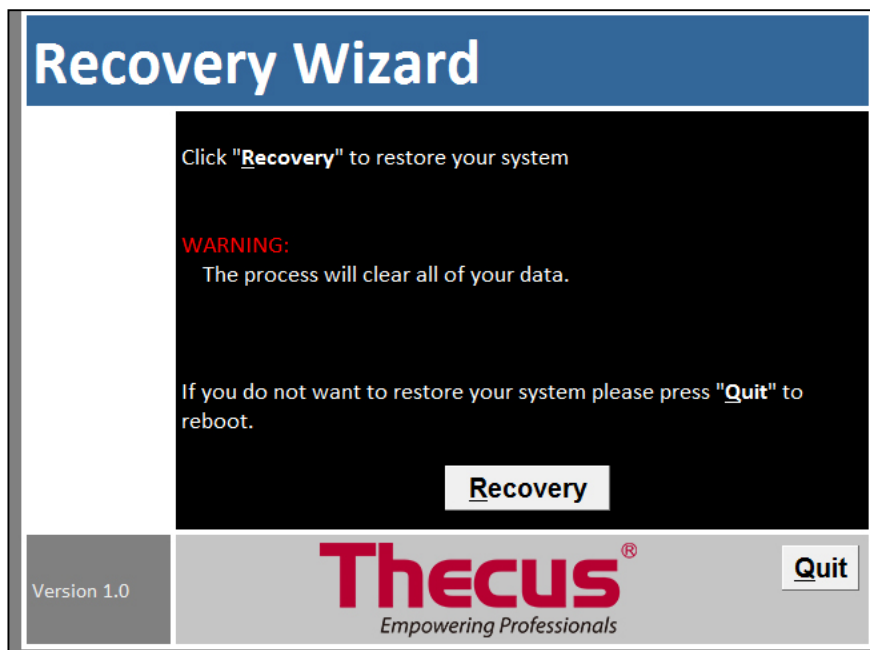 Recovery Wizard
Click "Recovery" to restore your system
WARNING:
The process will clear all of your data.
If you do not want to restore your system please press "Quit" to
reboot.
Recovery
Version 1.0
Thecus®
Empowering Professionals
Quit